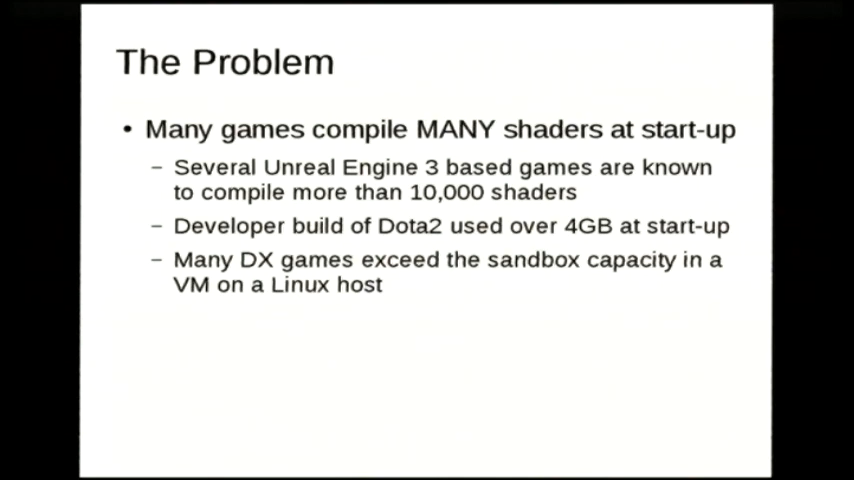 The Problem
• Many games compile MANY shaders at start-up
– Several Unreal Engine 3 based games are known
to compile more than 10,000 shaders
– Developer build of Dota2 used over 4GB at start-up
– Many DX games exceed the sandbox capacity in a
VM on a Linux host